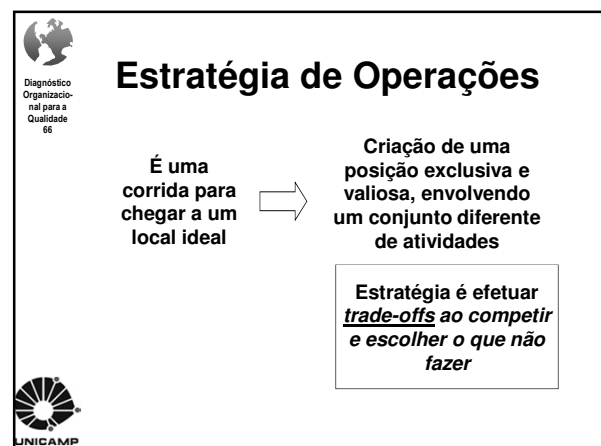 Diagnóstico
Organizacio-
nal para a
Qualidade
66
Estratégia de Operações
É uma
corrida para
chegar a um
local ideal
Criação de uma
posição exclusiva e
valiosa, envolvendo
um conjunto diferente
de atividades
Estratégia é efetuar
trade-offs ao competir
e escolher o que não
fazer
UNICAMP